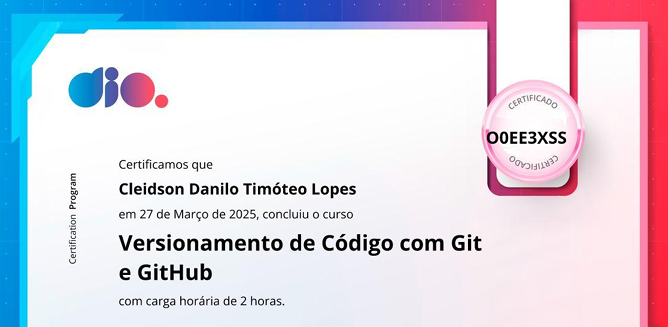 dio.
CERTIFICADO
O0EE3XSS
CERTIFICADO
Certification Program
Certificamos que
Cleidson Danilo Timóteo Lopes
em 27 de Março de 2025, concluiu o curso
Versionamento de Código com Git
e GitHub
com carga horária de 2 horas.